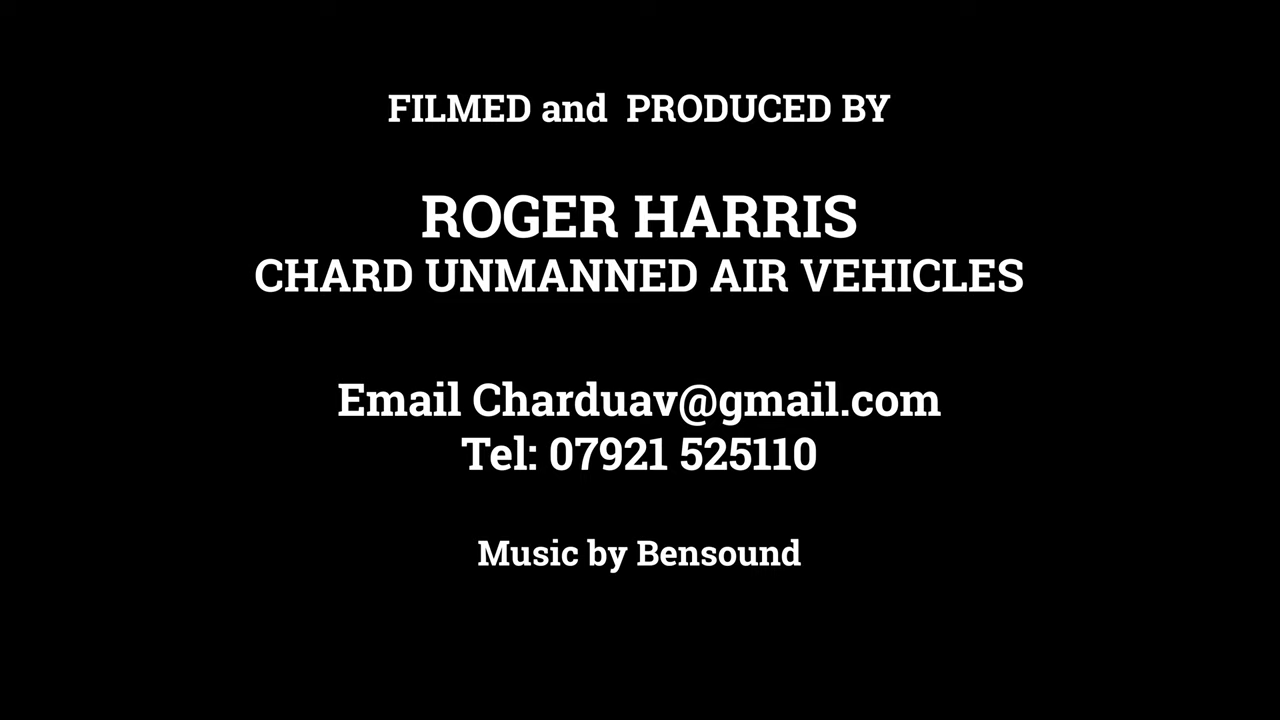 FILMED and PRODUCED BY
ROGER HARRIS
CHARD UNMANNED AIR VEHICLES
Email Charduav@gmail.com
Tel: 07921 525110
Music by Bensound